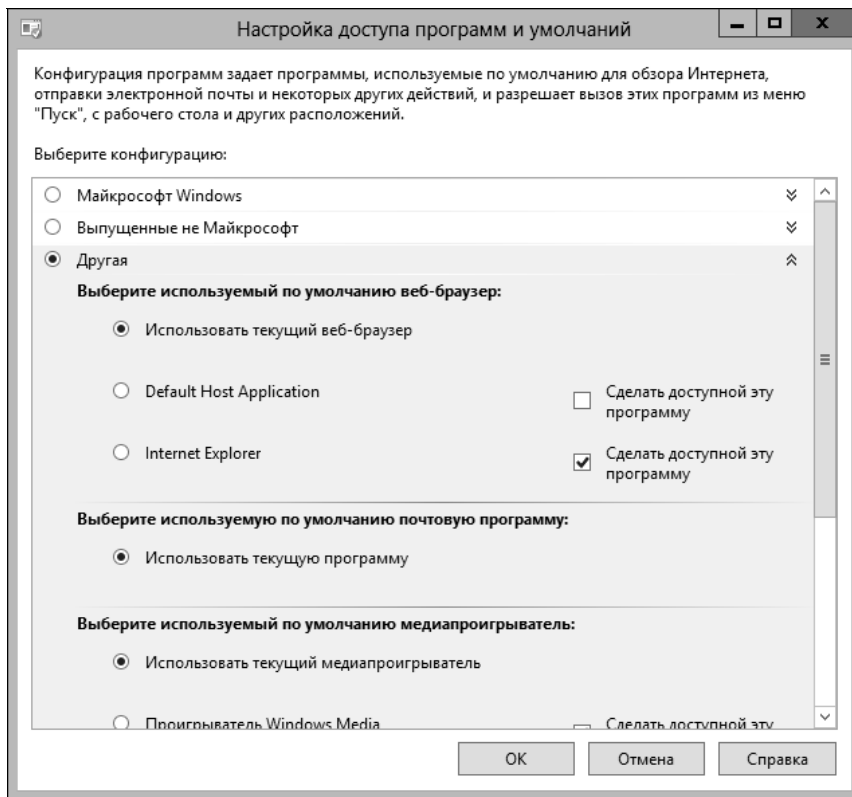 Настройка доступа программ и умолчаний
Конфигурация программ задает программы, используемые по умолчанию для обзора Интернета,
отправки электронной почты и некоторых других действий, и разрешает вызов этих программ из меню
"Пуск", с рабочего стола и других расположений.
Выберите конфигурацию:
Майкрософт Windows
Выпущенные не Майкрософт
Другая
Выберите используемый по умолчанию веб-браузер:
Использовать текущий веб-браузер
Default Host Application
Сделать доступной эту
программу
Internet Explorer
Сделать доступной эту
программу
Выберите используемую по умолчанию почтовую программу:
Использовать текущую программу
Выберите используемый по умолчанию медиапроигрыватель:
Использовать текущий медиапроигрыватель
Проигрыватель Windows Media
Сделать доступной эту
ОК
Отмена
Справка